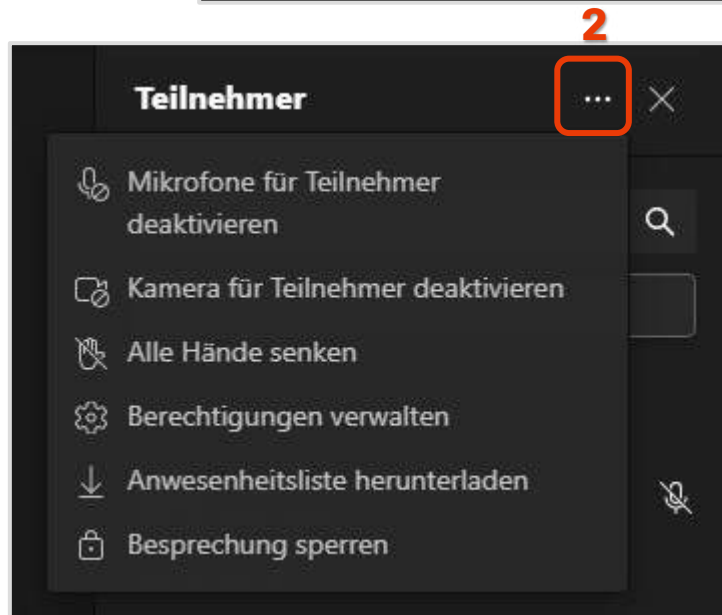 2
Teilnehmer
Mikrofone für Teilnehmer
deaktivieren
Kamera für Teilnehmer deaktivieren
Alle Hände senken
Berechtigungen verwalten
Anwesenheitsliste herunterladen
Besprechung sperren